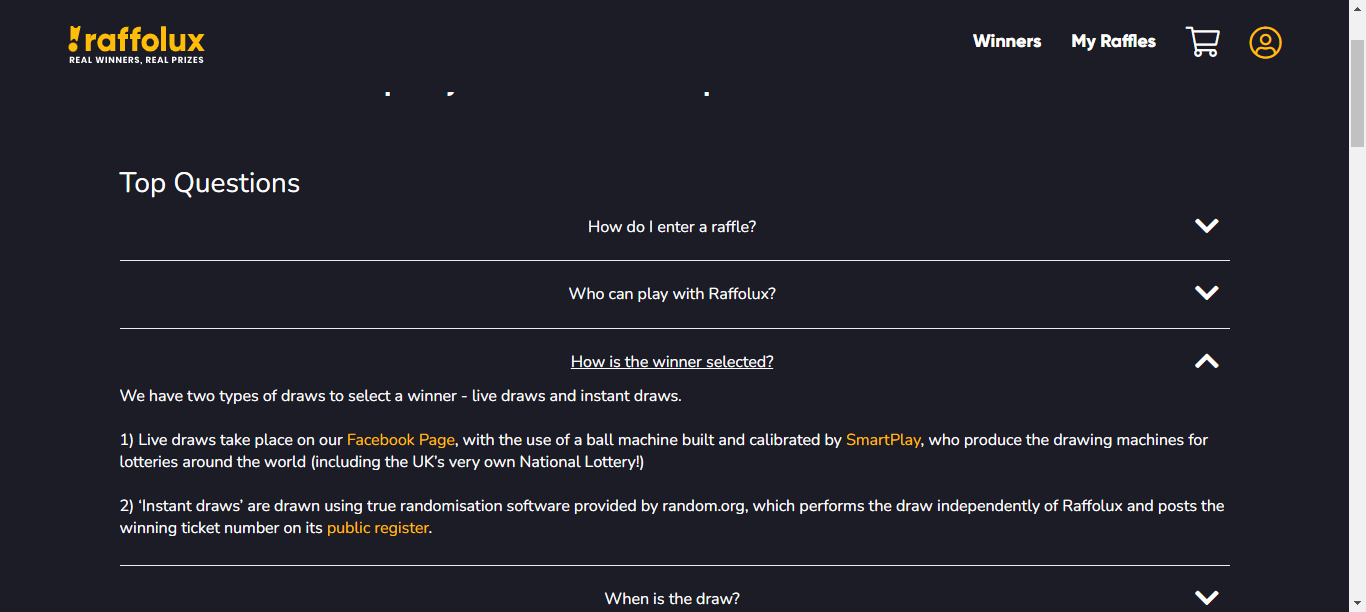 raffolux
REAL WINNERS, REAL PRIZES
Winners
My Raffles
Top Questions
How do I enter a raffle?
Who can play with Raffolux?
How is the winner selected?
We have two types of draws to select a winner - live draws and instant draws.
1) Live draws take place on our Facebook Page, with the use of a ball machine built and calibrated by SmartPlay, who produce the drawing machines for
lotteries around the world (including the UK’s very own National Lottery!)
2) ‘Instant draws’ are drawn using true randomisation software provided by random.org, which performs the draw independently of Raffolux and posts the
winning ticket number on its public register.
When is the draw?